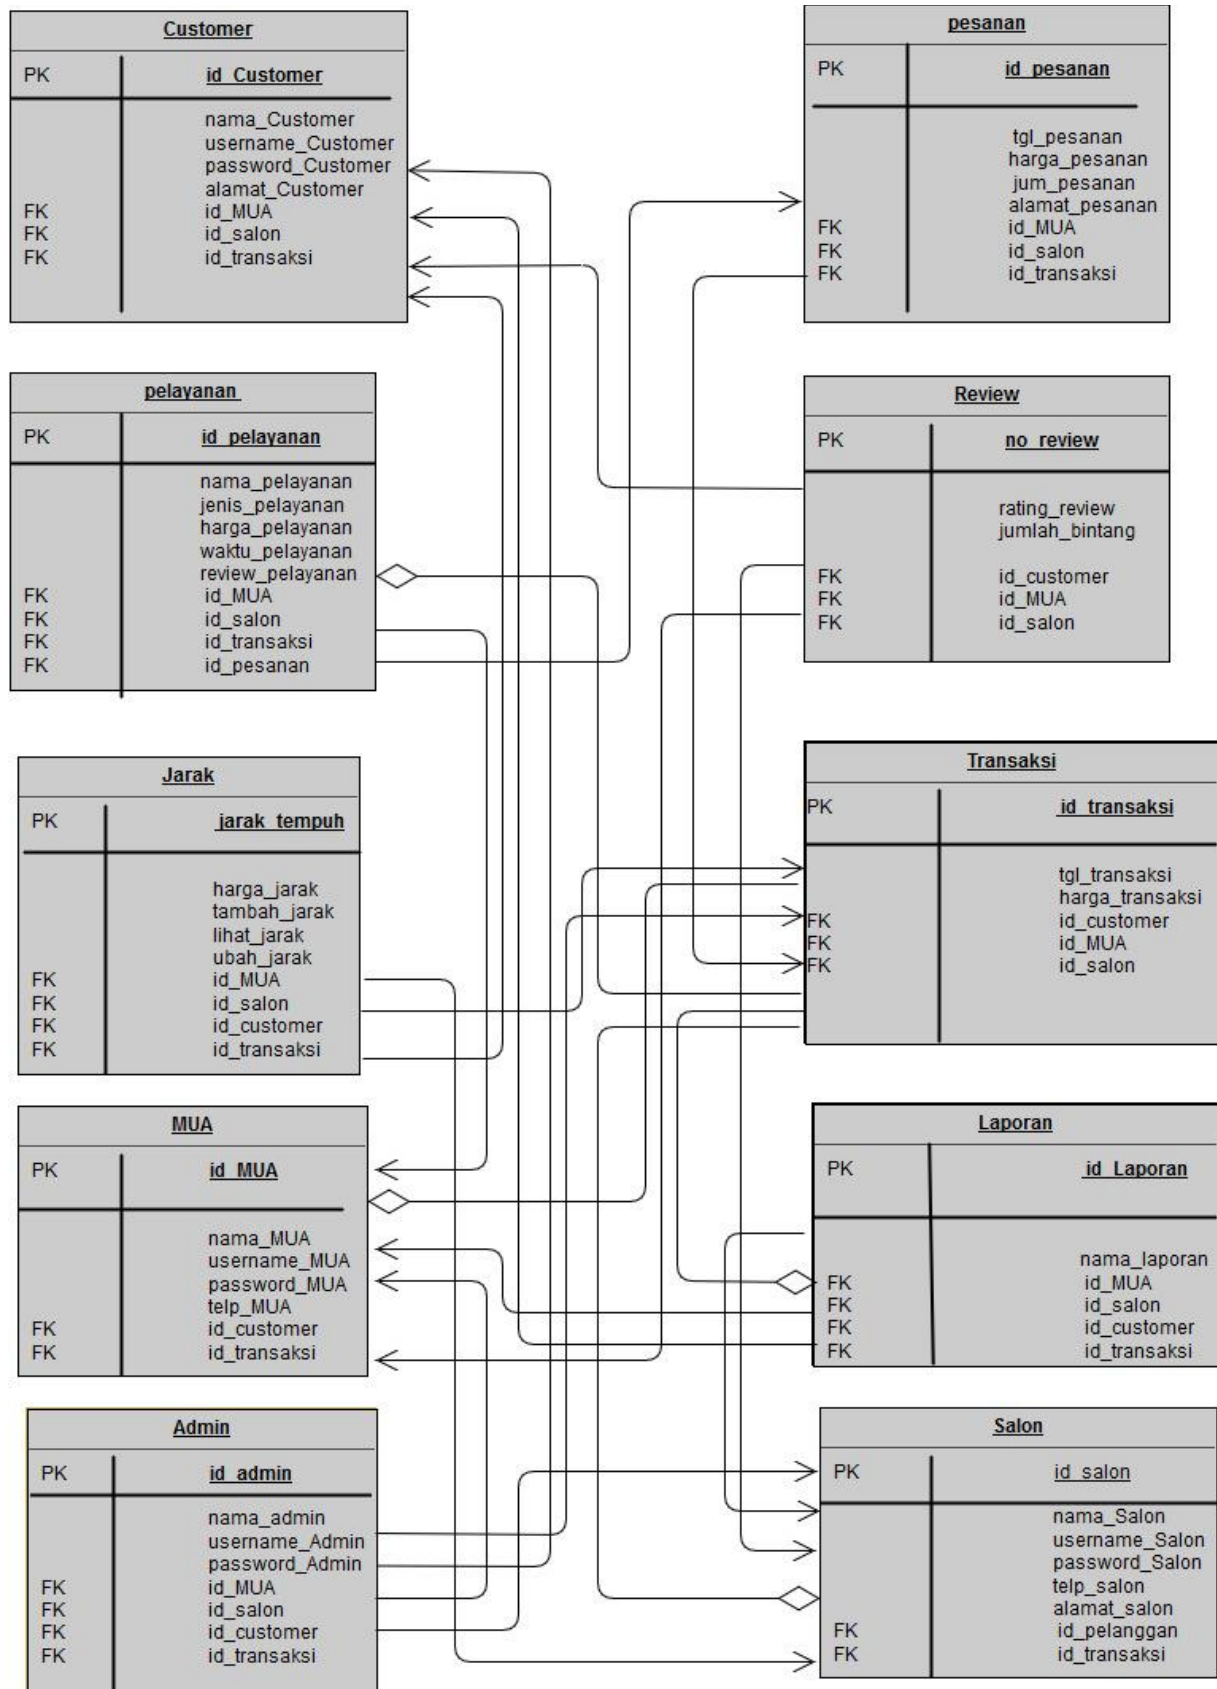 Customer
PK id_Customer
nama_Customer
username_Customer
password_Customer
alamat_Customer
FK id_MUA
FK id_salon
FK id_transaksi
pesanan
PK id_pesanan
tgl_pesanan
harga_pesanan
jum_pesanan
alamat_pesanan
FK id_MUA
FK id_salon
FK id_transaksi
pelayanan
PK id_pelayanan
nama_pelayanan
jenis_pelayanan
harga_pelayanan
waktu_pelayanan
review_pelayanan
FK id_MUA
FK id_salon
FK id_transaksi
FK id_pesanan
Review
PK no_review
rating_review
jumlah_bintang
FK id_customer
FK id_MUA
FK id_salon
Jarak
PK jarak_tempuh
harga_jarak
tambah_jarak
lihat_jarak
ubah_jarak
FK id_MUA
FK id_salon
FK id_customer
FK id_transaksi
Transaksi
PK id_transaksi
tgl_transaksi
harga_transaksi
FK id_customer
FK id_MUA
FK id_salon
MUA
PK id_MUA
nama_MUA
username_MUA
password_MUA
telp_MUA
FK id_customer
FK id_transaksi
Laporan
PK id_Laporan
nama_laporan
FK id_MUA
FK id_salon
FK id_customer
FK id_transaksi
Admin
PK id_admin
nama_admin
username_Admin
password_Admin
FK id_MUA
FK id_salon
FK id_customer
FK id_transaksi
Salon
PK id_salon
nama_Salon
username_Salon
password_Salon
telp_salon
alamat_salon
FK id_pelanggan
FK id_transaksi